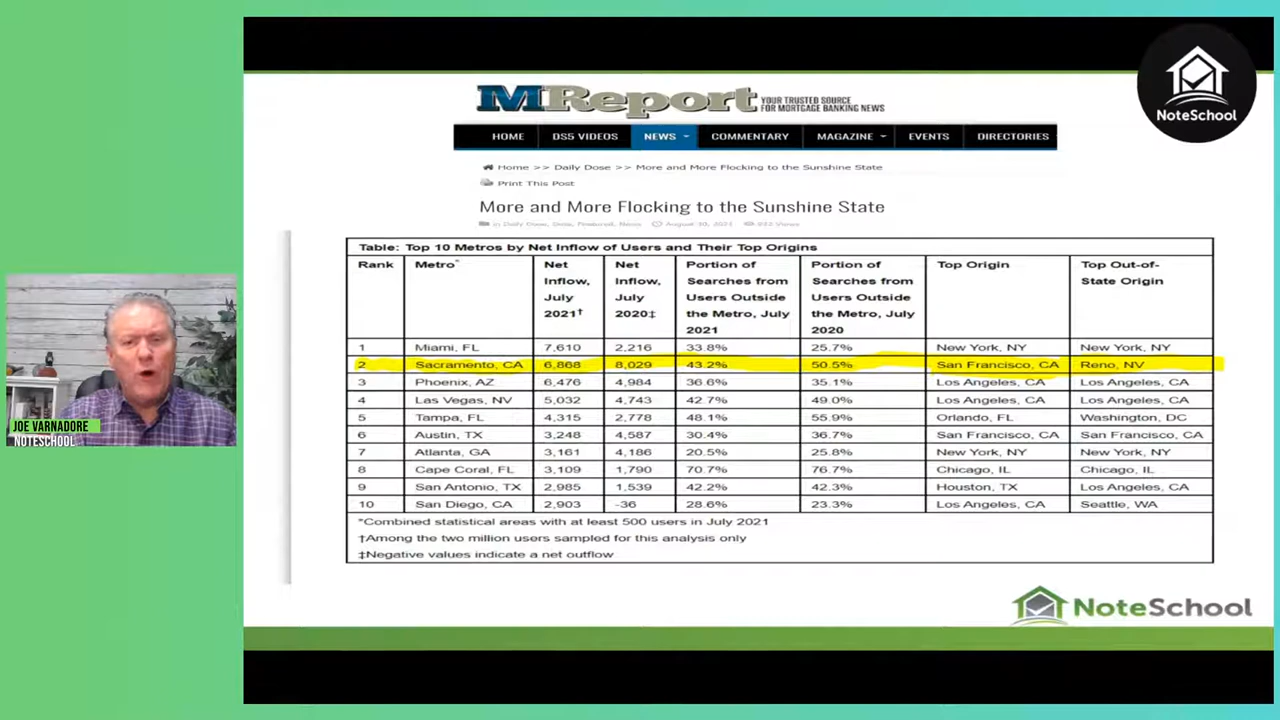 MReport YOUR TRUSTED SOURCE
FOR MORTGAGE BANKING NEWS
NoteSchool
HOME DS5 VIDEOS NEWS COMMENTARY MAGAZINE EVENTS DIRECTORIES
Home >> Daily Dose >> More and More Flocking to the Sunshine State
Print This Post
More and More Flocking to the Sunshine State
in Daily Dose, Data, Featured, News August 30, 2021 Views
Table: Top 10 Metros by Net Inflow of Users and Their Top Origins
Rank Metro* Net Inflow, July 2021† Net Inflow, July 2020‡ Portion of Searches from Users Outside the Metro, July 2021 Portion of Searches from Users Outside the Metro, July 2020 Top Origin Top Out-of-State Origin
1 Miami, FL 7,610 2,216 33.8% 25.7% New York, NY New York, NY
2 Sacramento, CA 6,868 8,029 43.2% 50.5% San Francisco, CA Reno, NV
3 Phoenix, AZ 6,476 4,984 36.6% 35.1% Los Angeles, CA Los Angeles, CA
4 Las Vegas, NV 5,032 4,743 42.7% 49.0% Los Angeles, CA Los Angeles, CA
5 Tampa, FL 4,315 2,778 48.1% 55.9% Orlando, FL Washington, DC
6 Austin, TX 3,248 4,587 30.4% 36.7% San Francisco, CA San Francisco, CA
7 Atlanta, GA 3,161 4,186 20.5% 25.8% New York, NY New York, NY
8 Cape Coral, FL 3,109 1,790 70.7% 76.7% Chicago, IL Chicago, IL
9 San Antonio, TX 2,985 1,539 42.2% 42.3% Houston, TX Los Angeles, CA
10 San Diego, CA 2,903 -36 28.6% 23.3% Los Angeles, CA Seattle, WA
*Combined statistical areas with at least 500 users in July 2021
†Among the two million users sampled for this analysis only
‡Negative values indicate a net outflow
JOE VARNADORE
NOTESCHOOL
NoteSchool